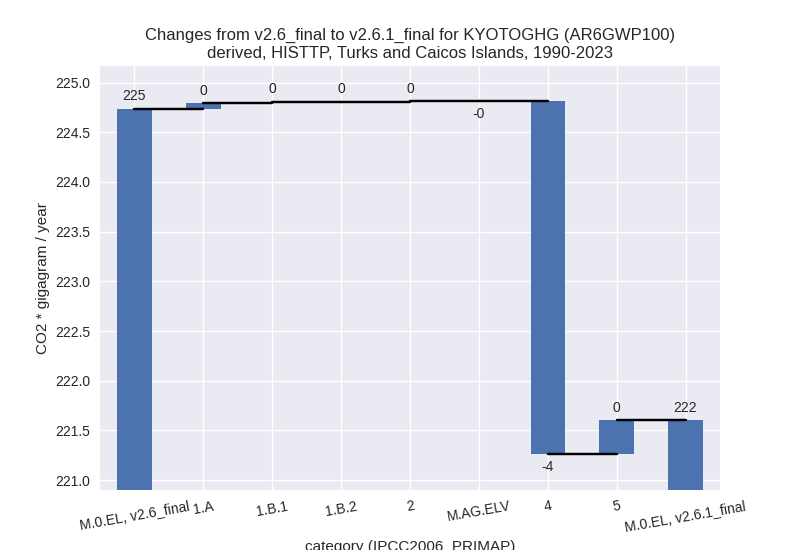 Changes from v2.6_final to v2.6.1_final for KYOTOGHG (AR6GWP100)
derived, HISTTP, Turks and Caicos Islands, 1990-2023
225.0
224.5
224.0
223.5
223.0
222.5
222.0
221.5
221.0
CO2 * gigagram / year
225
0
0
0
0
-0
-4
0
222
M.0.EL, v2.6_final
1.A
1.B.1
1.B.2
2
M.AG.ELV
4
5
M.0.EL, v2.6.1_final
category (IPCC2006_PRIMAP)